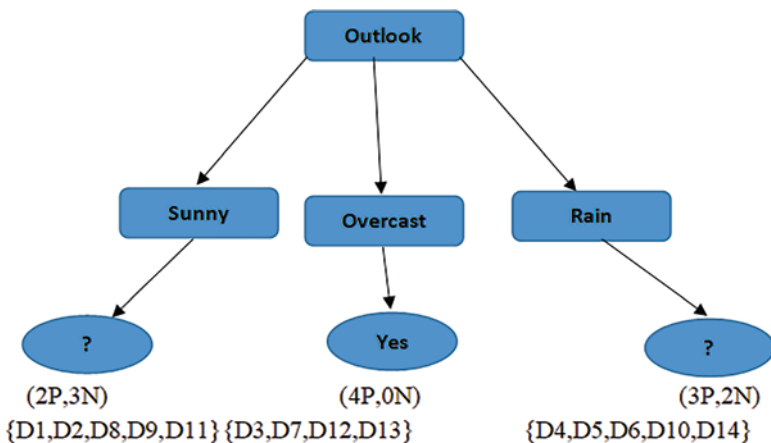 Outlook
Sunny
Overcast
Rain
?
Yes
?
(2P,3N)
(4P,0N)
(3P,2N)
{D1,D2,D8,D9,D11}
{D3,D7,D12,D13}
{D4,D5,D6,D10,D14}